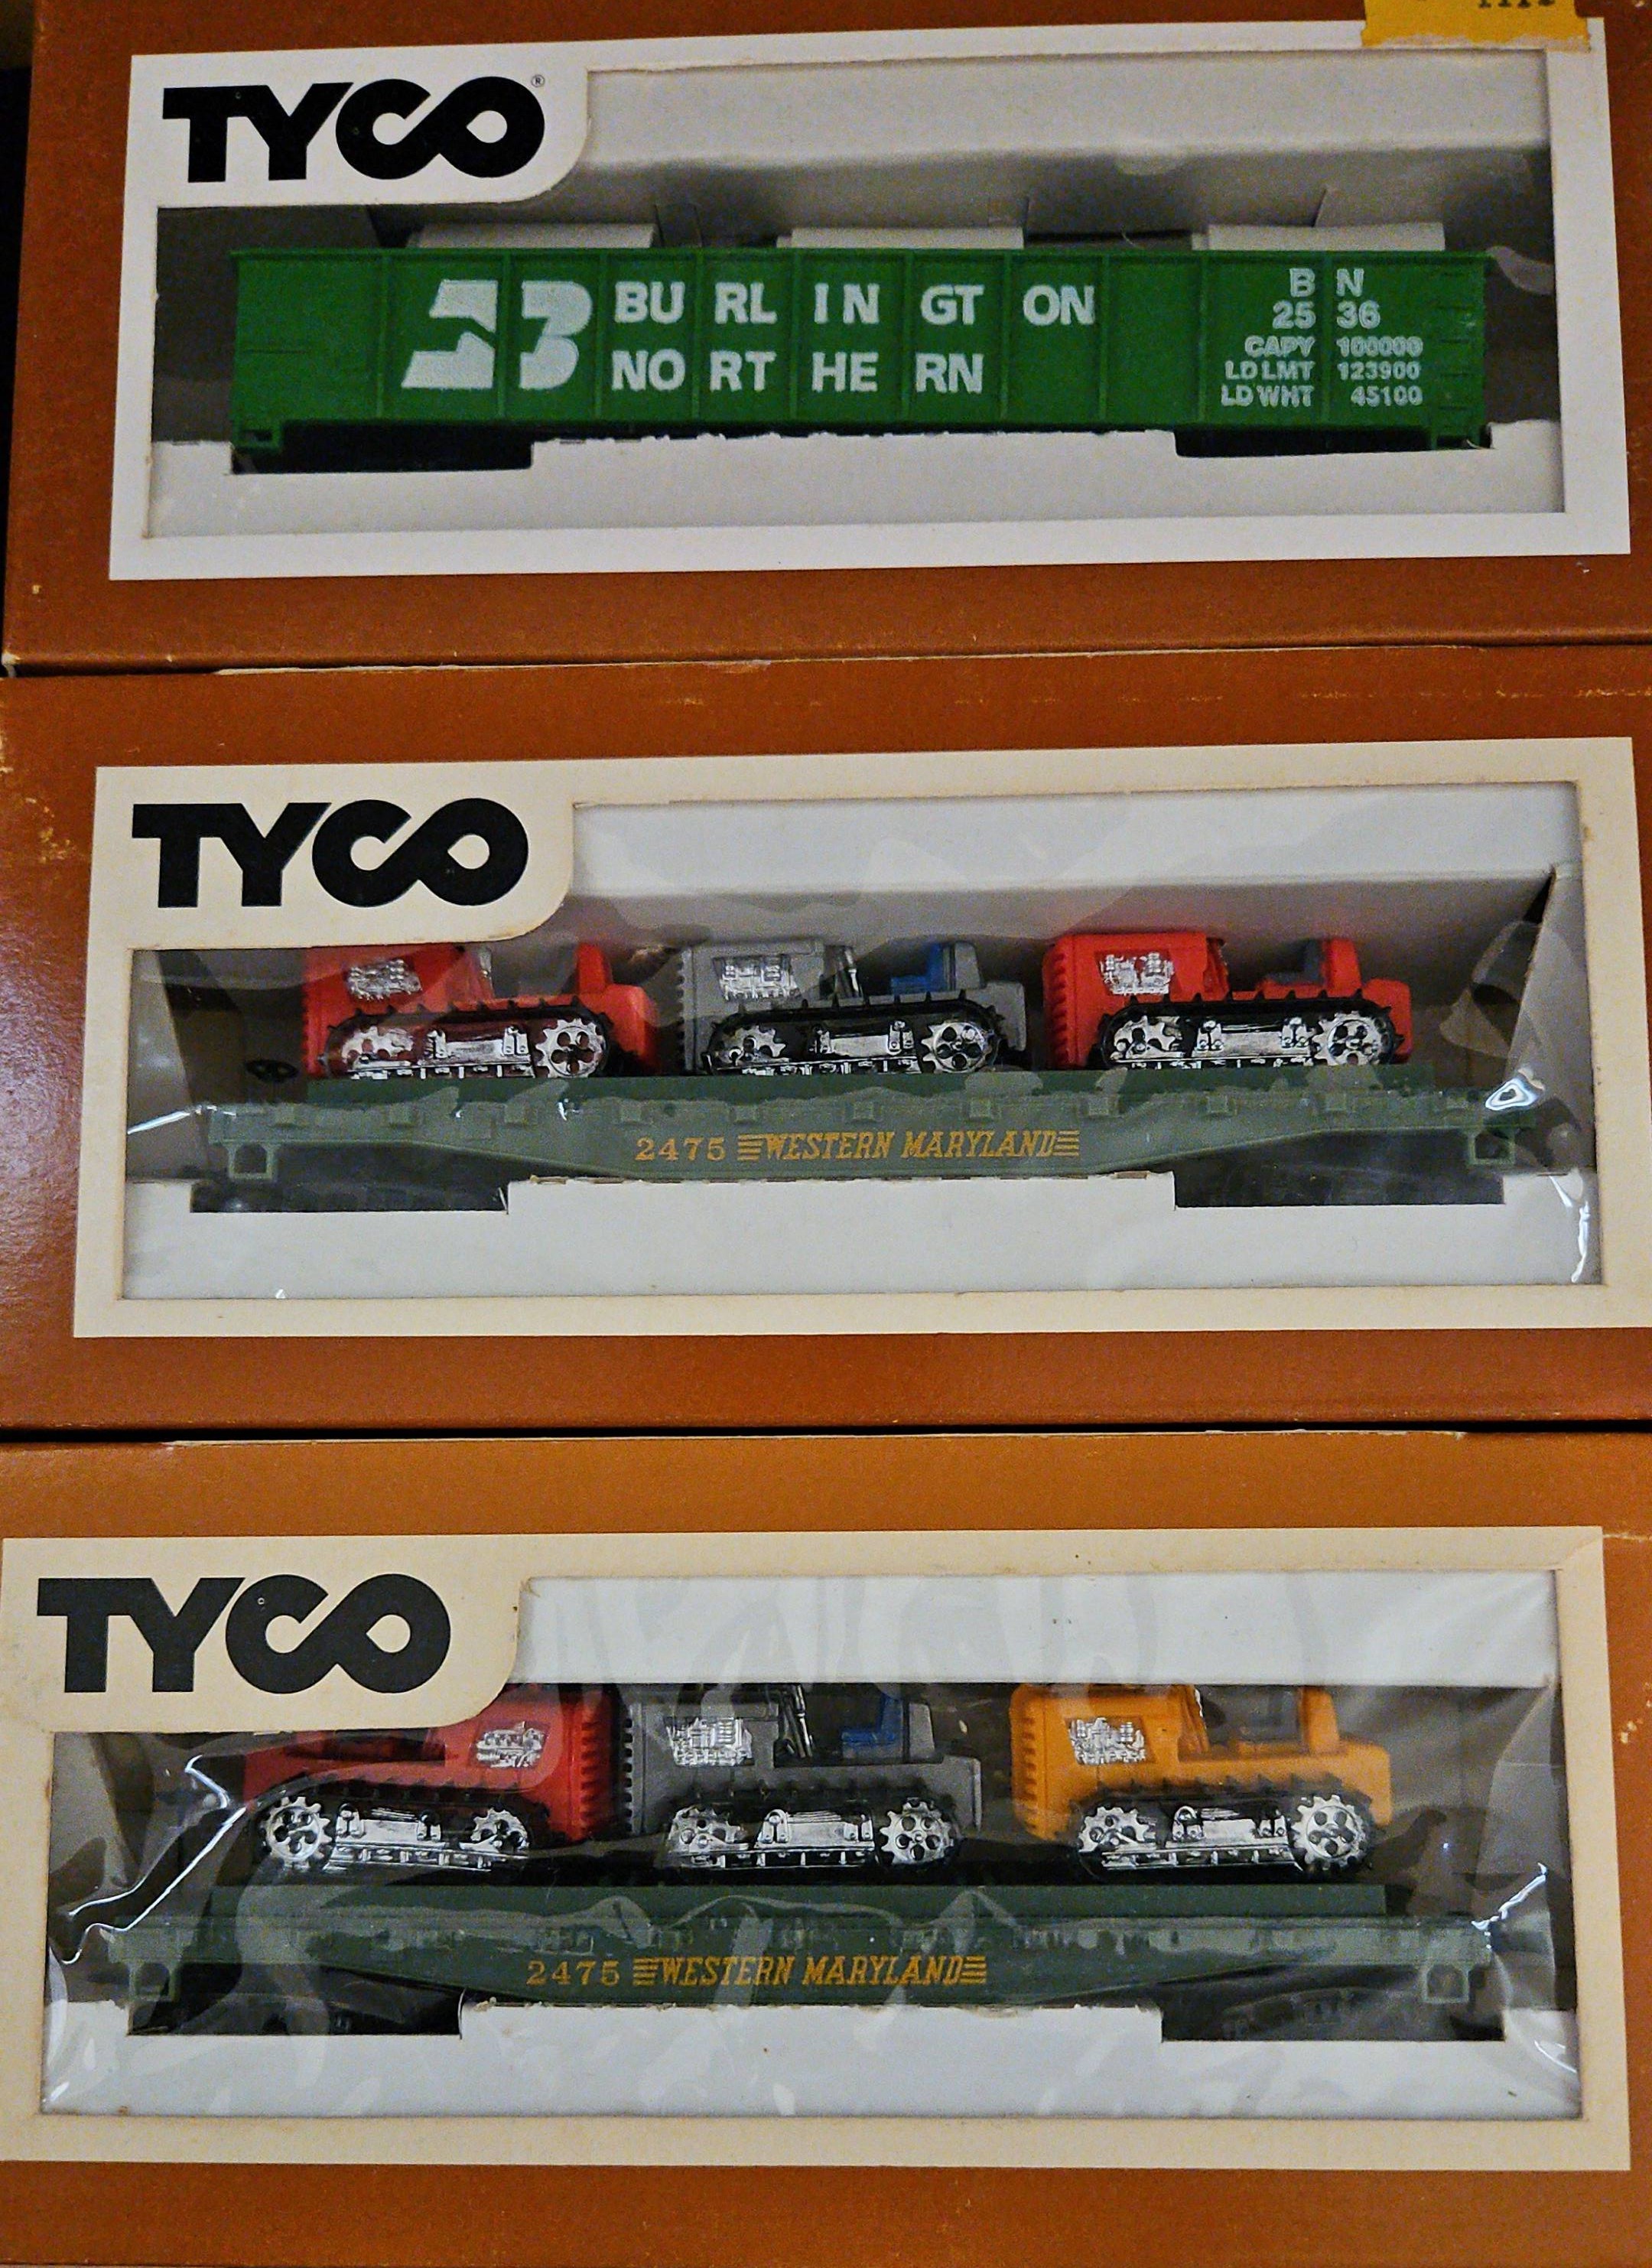 TYCO®
BURLINGTON
NORTHERN
BN
2536
CAPY 100000
LD LMT 123900
LD WHT 45100
TYCO
2475 WESTERN MARYLAND
TYCO
2475 WESTERN MARYLAND